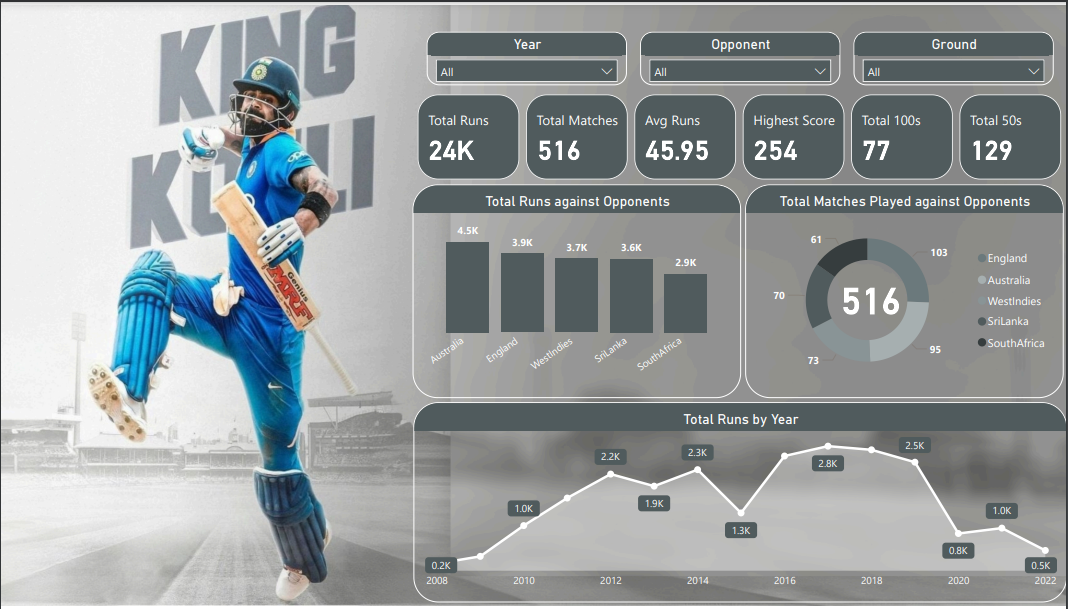 KING
KOHLI
Genius
MRF
Year
All
Opponent
All
Ground
All
Total Runs
24K
Total Matches
516
Avg Runs
45.95
Highest Score
254
Total 100s
77
Total 50s
129
Total Runs against Opponents
4.5K
3.9K
3.7K
3.6K
2.9K
Australia
England
WestIndies
SriLanka
SouthAfrica
Total Matches Played against Opponents
61
103
70
516
73
95
England
Australia
WestIndies
SriLanka
SouthAfrica
Total Runs by Year
0.2K
1.0K
2.2K
1.9K
2.3K
1.3K
2.8K
2.5K
0.8K
1.0K
0.5K
2008 2010 2012 2014 2016 2018 2020 2022